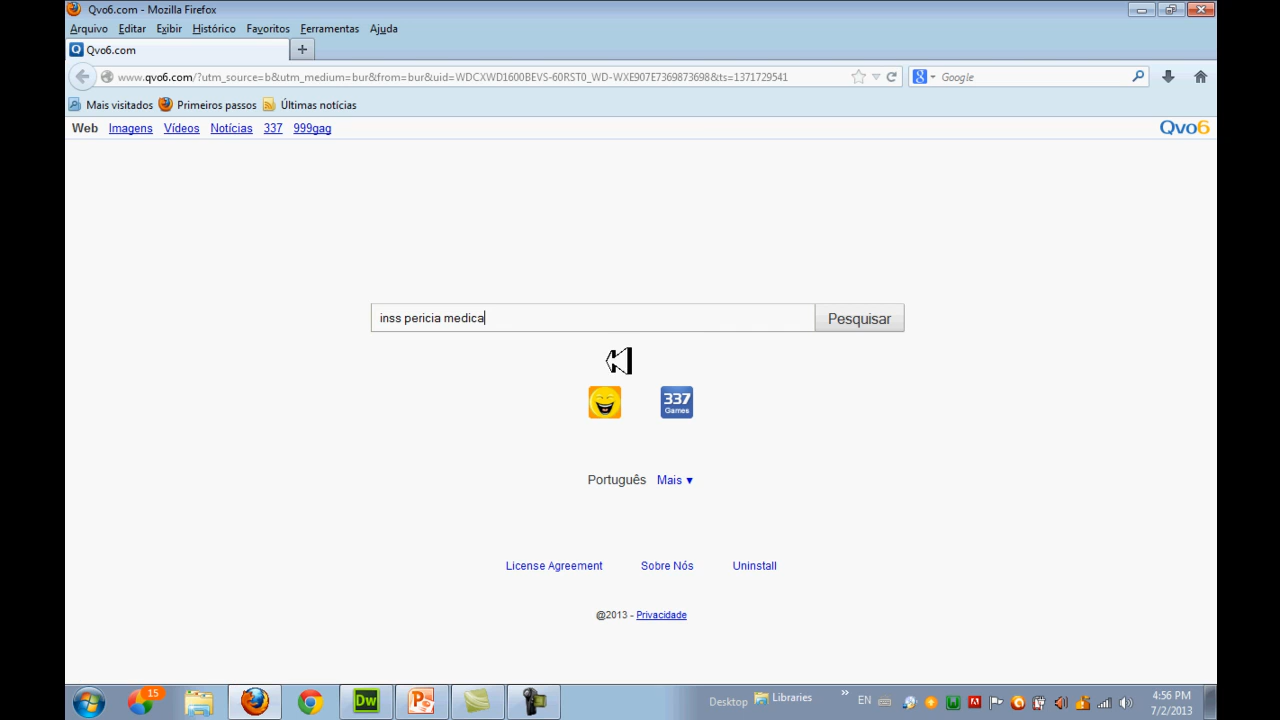 Qvo6.com - Mozilla Firefox
Arquivo Editar Exibir Histórico Favoritos Ferramentas Ajuda
Qvo6.com
www.qvo6.com/?utm_source=b&utm_medium=bur&from=bur&uid=WDCXWD1600BEVS-60RST0_WD-WXE907E7369873698&ts=1371729541
Google
Mais visitados Primeiros passos Últimas notícias
Web Imagens Vídeos Notícias 337 999gag
Qvo6
inss pericia medica
Pesquisar
337
Games
Português Mais ▾
License Agreement Sobre Nós Uninstall
@2013 - Privacidade
15
Dw
Desktop Libraries » EN
4:56 PM
7/2/2013